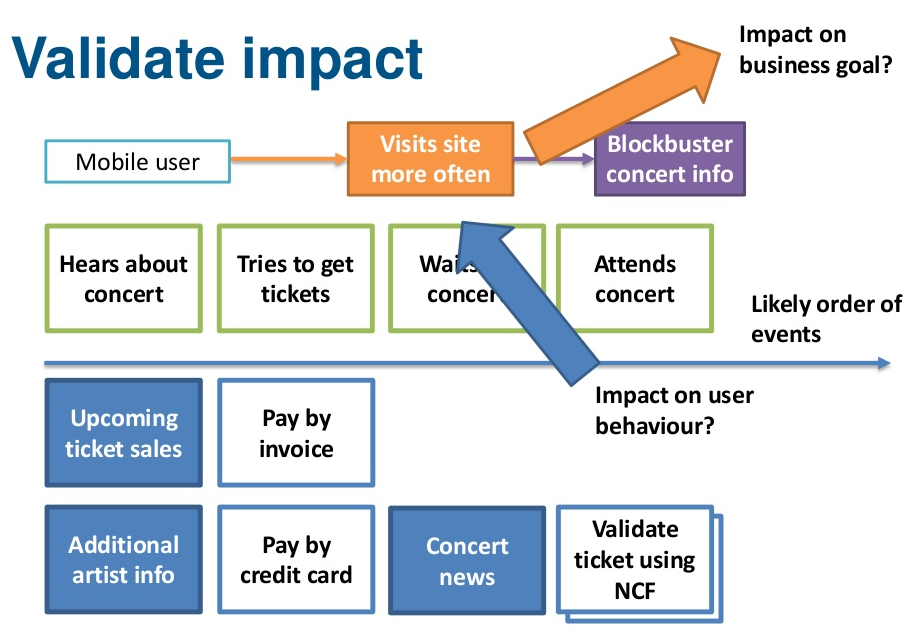 Validate impact
Impact on
business goal?
Mobile user
Visits site
more often
Blockbuster
concert info
Hears about
concert
Tries to get
tickets
Attends
concert
Likely order of
events
Impact on user
behaviour?
Upcoming
ticket sales
Pay by
invoice
Additional
artist info
Pay by
credit card
Concert
news
Validate
ticket using
NCF